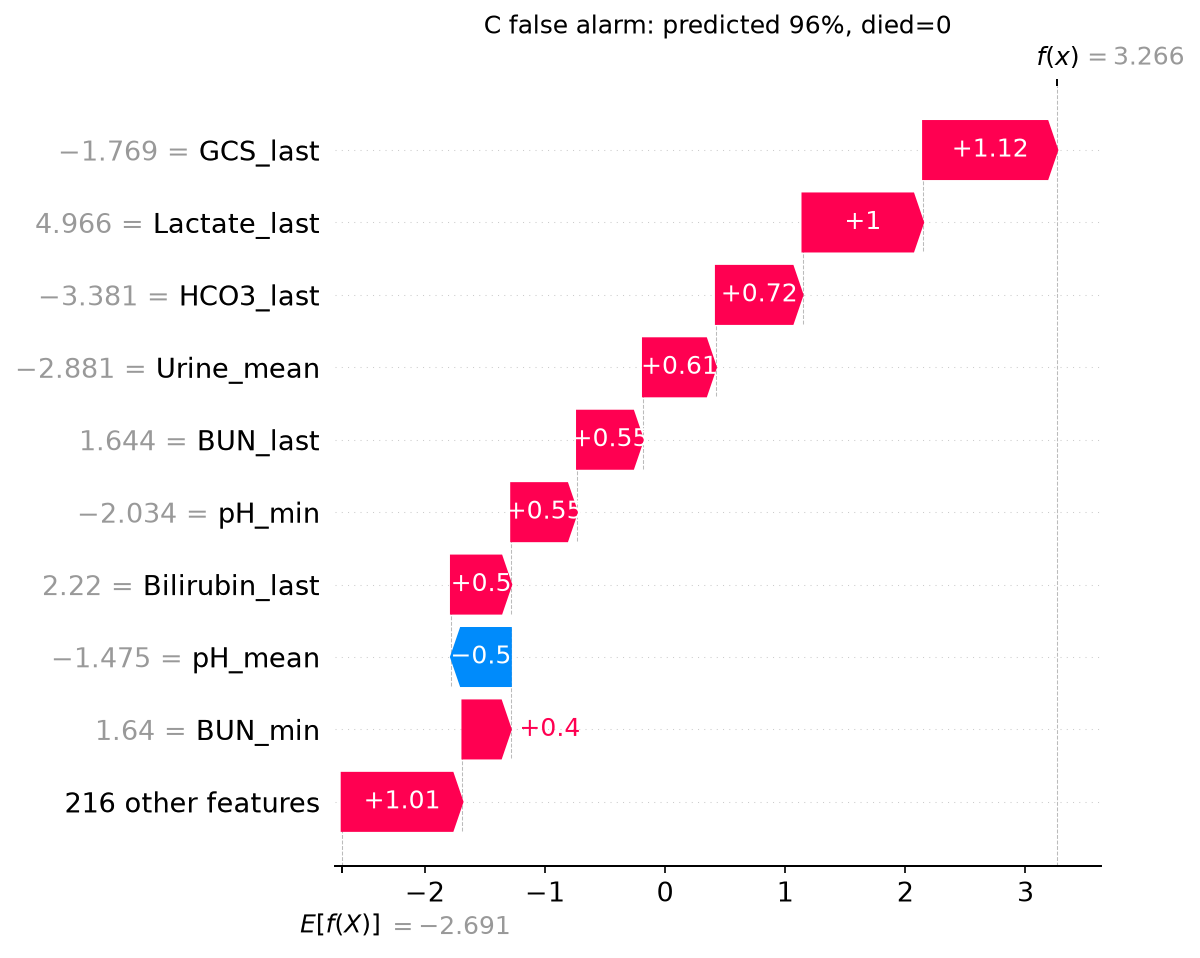 C false alarm: predicted 96%, died=0
f(x) = 3.266
−1.769 = GCS_last +1.12
4.966 = Lactate_last +1
−3.381 = HCO3_last +0.72
−2.881 = Urine_mean +0.61
1.644 = BUN_last +0.55
−2.034 = pH_min +0.55
2.22 = Bilirubin_last +0.5
−1.475 = pH_mean −0.5
1.64 = BUN_min +0.4
216 other features +1.01
−2 −1 0 1 2 3
E[f(X)] = −2.691